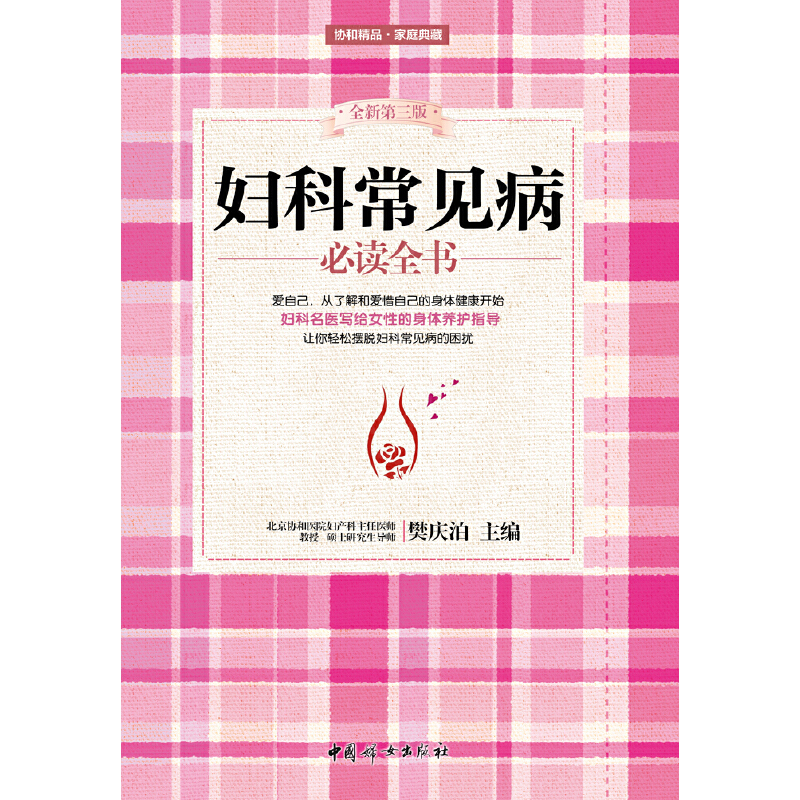 协和精品·家庭典藏
·全新第三版·
妇科常见病
必读全书
爱自己,从了解和爱惜自己的身体健康开始
妇科名医写给女性的身体养护指导
让你轻松摆脱妇科常见病的困扰
北京协和医院妇产科主任医师
教授 硕士研究生导师
樊庆泊 主编
中国妇女出版社